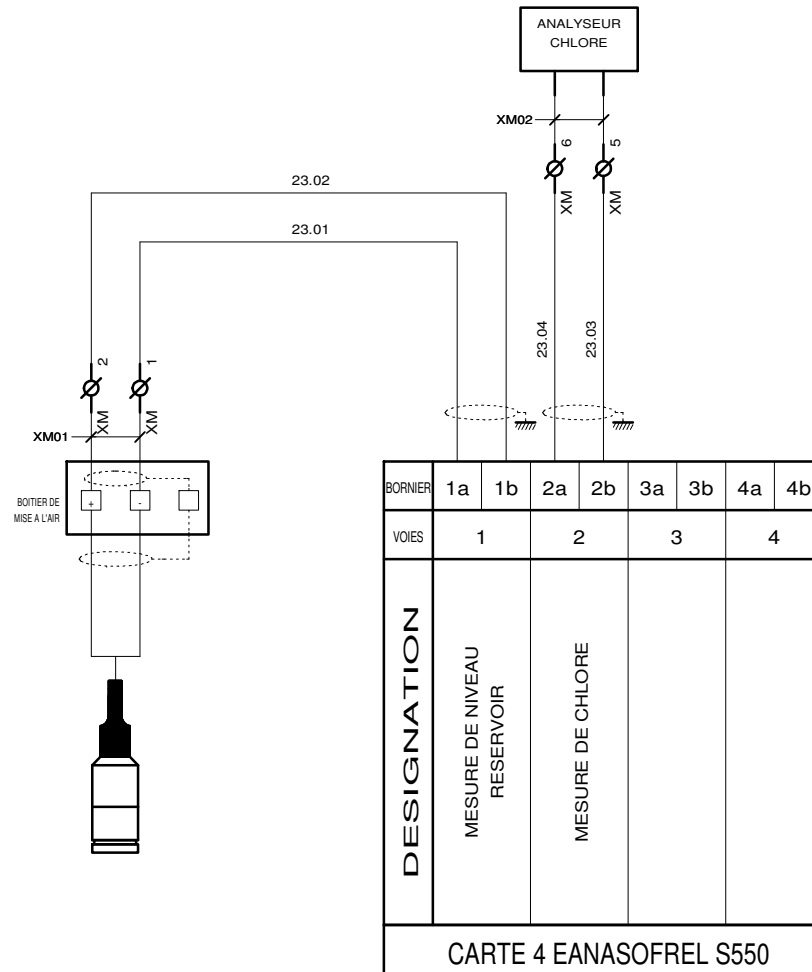 ANALYSEUR
CHLORE
XM02
6
5
XM
XM
23.02
23.01
23.04
23.03
2
1
XM
XM
XM01
BOITIER DE
MISE A L'AIR
+
-
BORNIER 1a 1b 2a 2b 3a 3b 4a 4b
VOIES 1 2 3 4
DESIGNATION
MESURE DE NIVEAU
RESERVOIR
MESURE DE CHLORE
CARTE 4 EANASOFREL S550